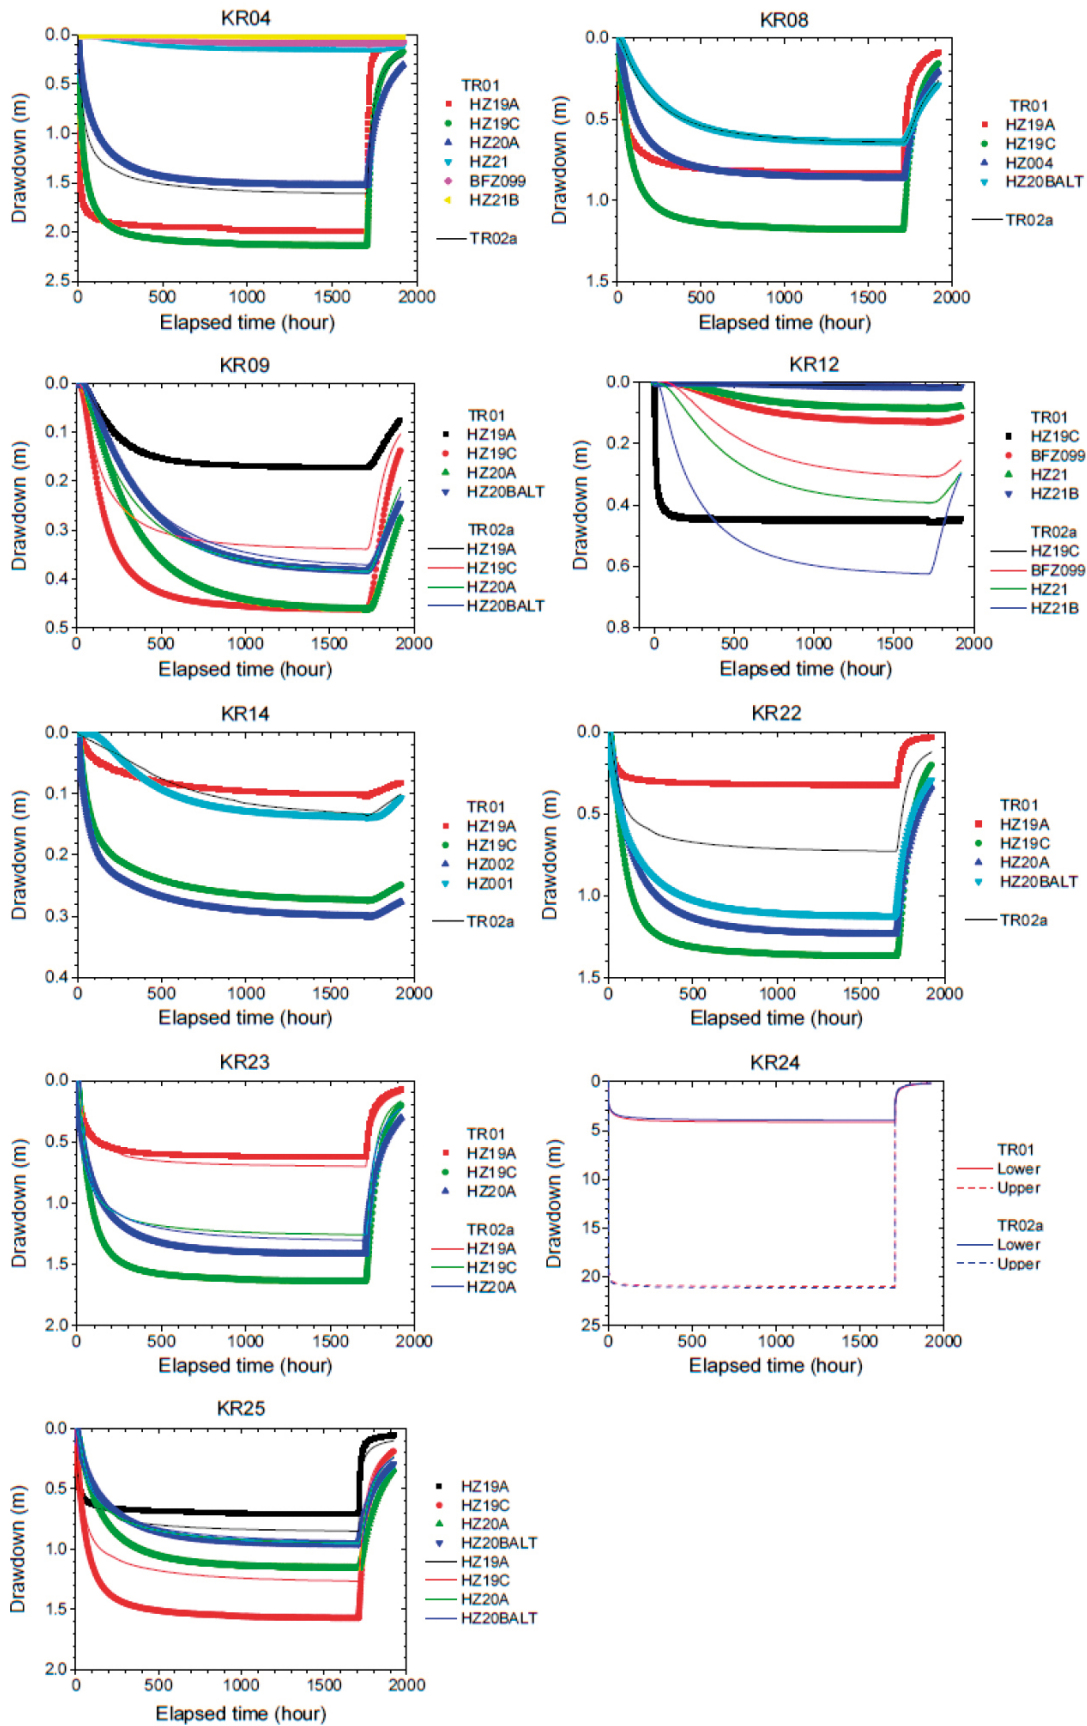 KR04
0.0
0.5
1.0
1.5
2.0
2.5
Drawdown (m)
0 500 1000 1500 2000
Elapsed time (hour)
TR01
HZ19A
HZ19C
HZ20A
HZ21
BFZ099
HZ21B
TR02a
KR08
0.0
0.5
1.0
1.5
Drawdown (m)
0 500 1000 1500 2000
Elapsed time (hour)
TR01
HZ19A
HZ19C
HZ004
HZ20BALT
TR02a
KR09
0.0
0.1
0.2
0.3
0.4
0.5
Drawdown (m)
0 500 1000 1500 2000
Elapsed time (hour)
TR01
HZ19A
HZ19C
HZ20A
HZ20BALT
TR02a
HZ19A
HZ19C
HZ20A
HZ20BALT
KR12
0.0
0.2
0.4
0.6
0.8
Drawdown (m)
0 500 1000 1500 2000
Elapsed time (hour)
TR01
HZ19C
BFZ099
HZ21
HZ21B
TR02a
HZ19C
BFZ099
HZ21
HZ21B
KR14
0.0
0.1
0.2
0.3
0.4
Drawdown (m)
0 500 1000 1500 2000
Elapsed time (hour)
TR01
HZ19A
HZ19C
HZ002
HZ001
TR02a
KR22
0.0
0.5
1.0
1.5
Drawdown (m)
0 500 1000 1500 2000
Elapsed time (hour)
TR01
HZ19A
HZ19C
HZ20A
HZ20BALT
TR02a
KR23
0.0
0.5
1.0
1.5
2.0
Drawdown (m)
0 500 1000 1500 2000
Elapsed time (hour)
TR01
HZ19A
HZ19C
HZ20A
TR02a
HZ19A
HZ19C
HZ20A
KR24
0
5
10
15
20
25
Drawdown (m)
0 500 1000 1500 2000
Elapsed time (hour)
TR01
Lower
Upper
TR02a
Lower
Upper
KR25
0.0
0.5
1.0
1.5
2.0
Drawdown (m)
0 500 1000 1500 2000
Elapsed time (hour)
HZ19A
HZ19C
HZ20A
HZ20BALT
HZ19A
HZ19C
HZ20A
HZ20BALT